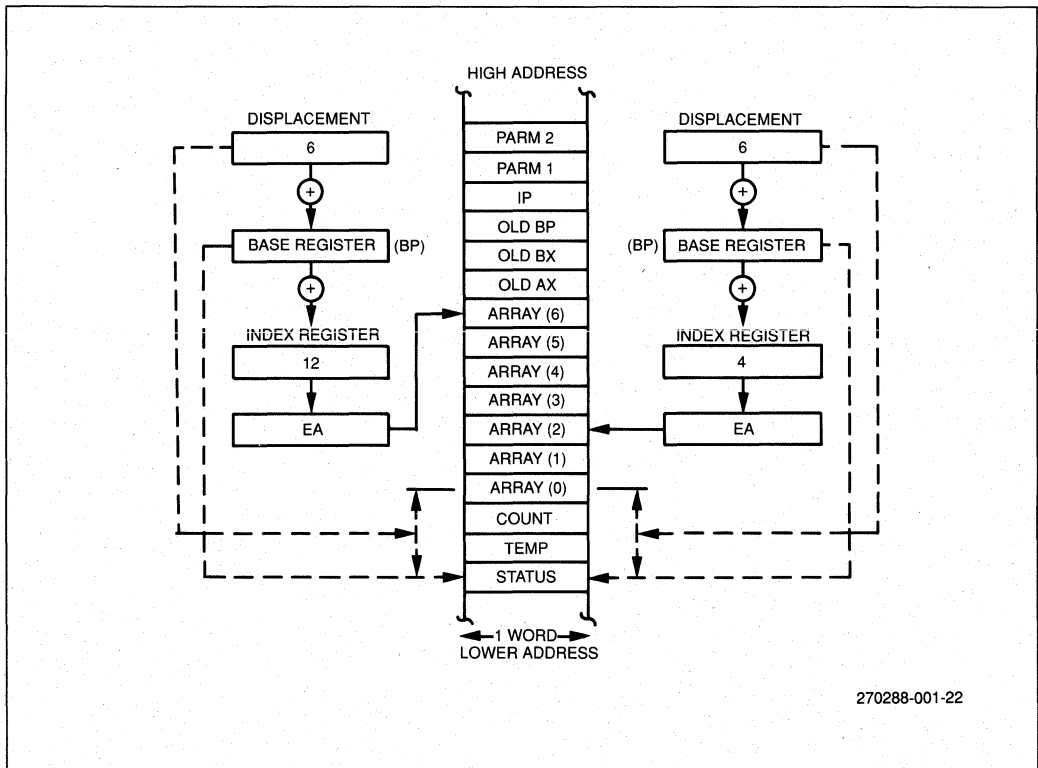 HIGH ADDRESS
DISPLACEMENT
6
+
BASE REGISTER (BP)
+
INDEX REGISTER
12
EA
PARM 2
PARM 1
IP
OLD BP
OLD BX
OLD AX
ARRAY (6)
ARRAY (5)
ARRAY (4)
ARRAY (3)
ARRAY (2)
ARRAY (1)
ARRAY (0)
COUNT
TEMP
STATUS
1 WORD
LOWER ADDRESS
DISPLACEMENT
6
+
(BP) BASE REGISTER
+
INDEX REGISTER
4
EA
270288-001-22